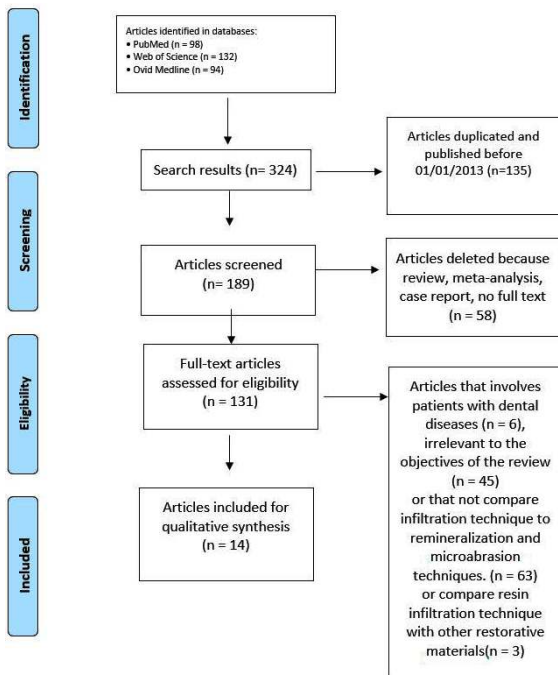 Identification
Articles identified in databases:
• PubMed (n = 98)
• Web of Science (n = 132)
• Ovid Medline (n = 94)
Search results (n= 324)
Articles duplicated and
published before
01/01/2013 (n=135)
Screening
Articles screened
(n= 189)
Articles deleted because
review, meta-analysis,
case report, no full text
(n = 58)
Eligibility
Full-text articles
assessed for eligibility
(n = 131)
Articles that involves
patients with dental
diseases (n = 6),
irrelevant to the
objectives of the review
(n = 45)
or that not compare
infiltration technique to
remineralization and
microabrasion
techniques. (n = 63)
or compare resin
infiltration technique
with other restorative
materials(n = 3)
Included
Articles included for
qualitative synthesis
(n = 14)